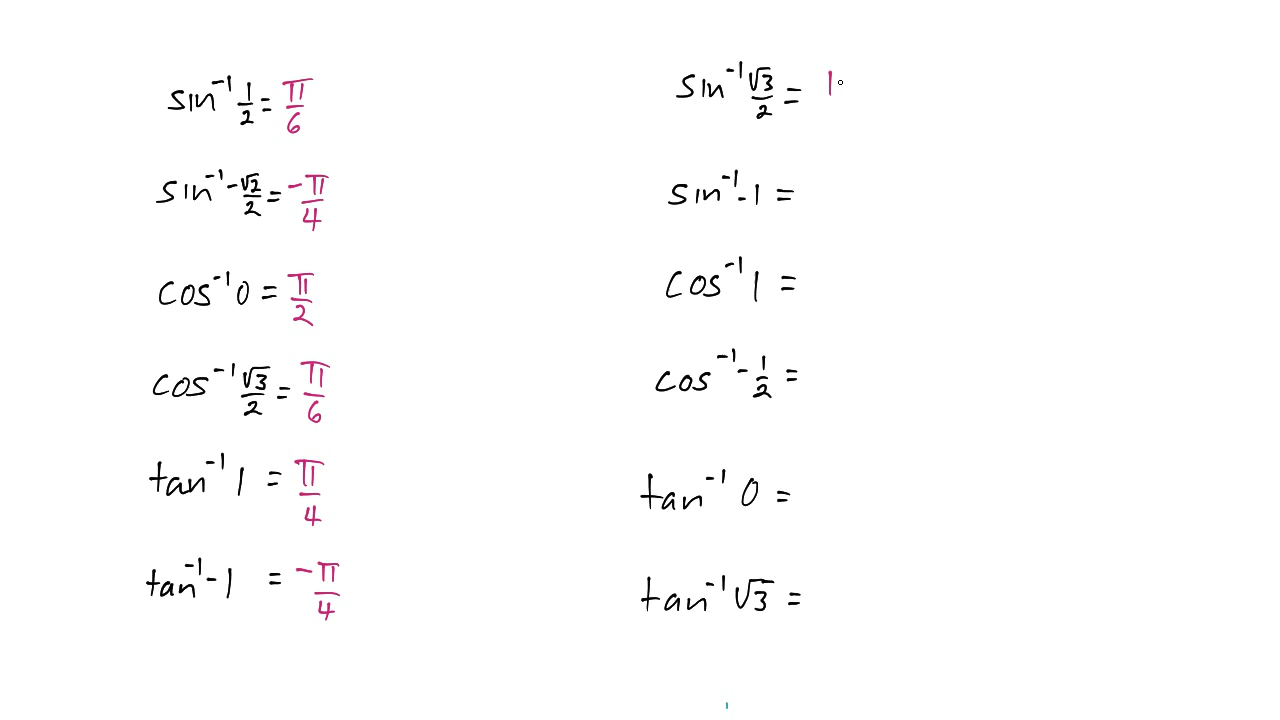 sin⁻¹ 1/2 = π/6
sin⁻¹ -√2/2 = -π/4
cos⁻¹ 0 = π/2
cos⁻¹ √3/2 = π/6
tan⁻¹ 1 = π/4
tan⁻¹ -1 = -π/4
sin⁻¹ √3/2 =
sin⁻¹ -1 =
cos⁻¹ 1 =
cos⁻¹ -1/2 =
tan⁻¹ 0 =
tan⁻¹ √3 =